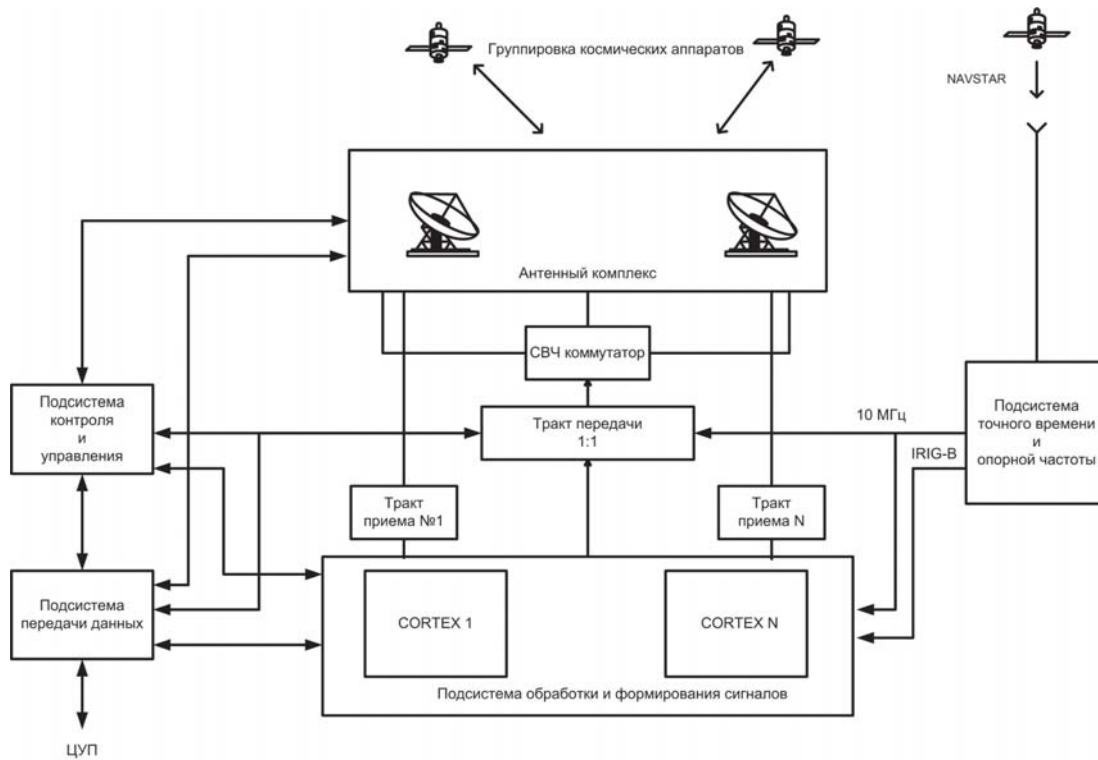 Группировка космических аппаратов
NAVSTAR
Антенный комплекс
СВЧ коммутатор
Тракт передачи
1:1
10 МГц
IRIG-B
Подсистема
точного времени
и
опорной частоты
Подсистема
контроля
и
управления
Тракт
приема №1
Тракт
приема N
Подсистема
передачи данных
CORTEX 1
CORTEX N
Подсистема обработки и формирования сигналов
ЦУП